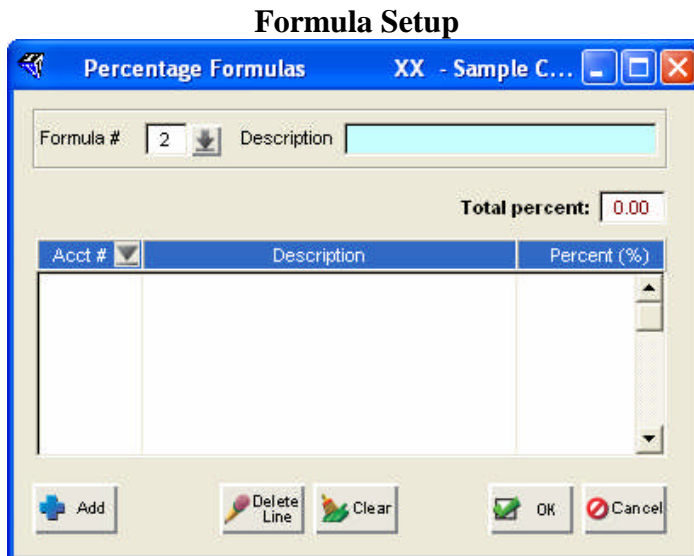 Formula Setup
Percentage Formulas XX - Sample C...
Formula # 2 Description
Total percent: 0.00
Acct # Description Percent (%)
Add Delete Line Clear OK Cancel